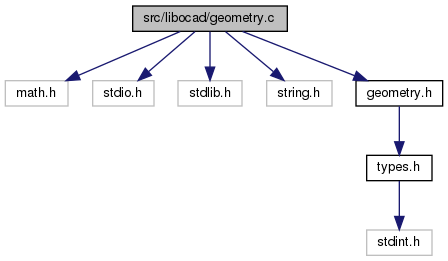 src/libocad/geometry.c
math.h
stdio.h
stdlib.h
string.h
geometry.h
types.h
stdint.h